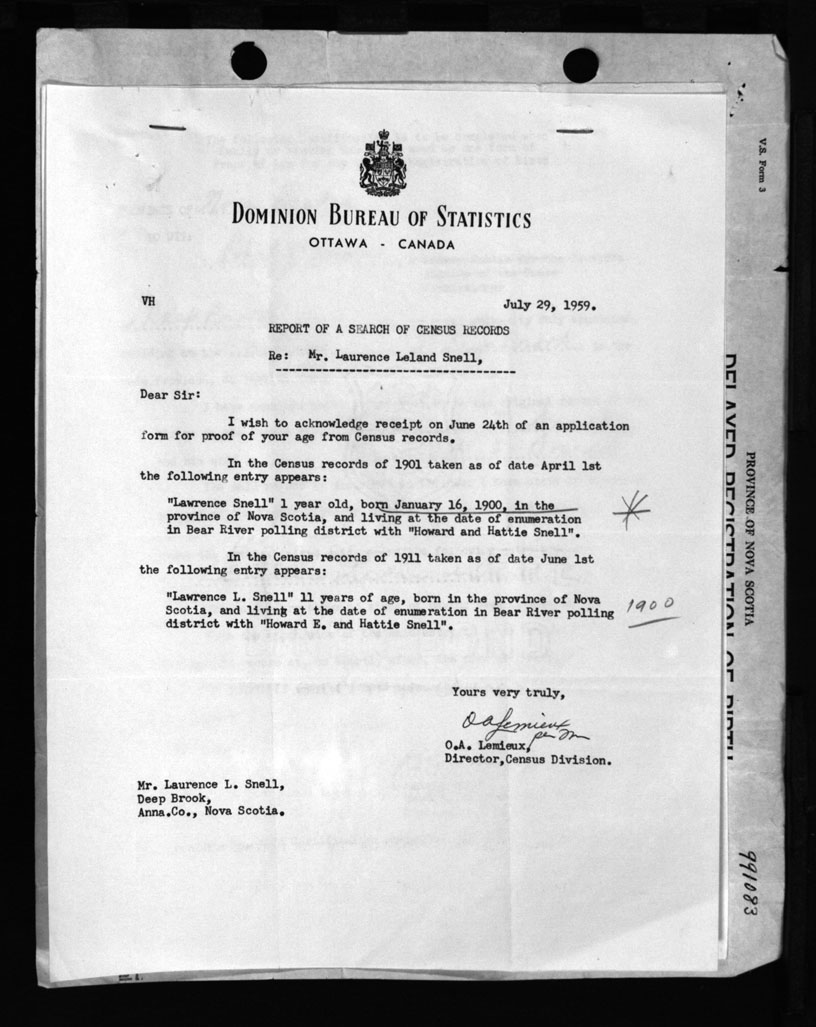 V.S. Form 3
DOMINION BUREAU OF STATISTICS
OTTAWA - CANADA
VH
July 29, 1959.
REPORT OF A SEARCH OF CENSUS RECORDS
Re: Mr. Laurence Leland Snell,
Dear Sir:
I wish to acknowledge receipt on June 24th of an application
form for proof of your age from Census records.
In the Census records of 1901 taken as of date April 1st
the following entry appears:
"Lawrence Snell" 1 year old, born January 16, 1900, in the
province of Nova Scotia, and living at the date of enumeration
in Bear River polling district with "Howard and Hattie Snell".
In the Census records of 1911 taken as of date June 1st
the following entry appears:
"Lawrence L. Snell" 11 years of age, born in the province of Nova
Scotia, and living at the date of enumeration in Bear River polling
district with "Howard E. and Hattie Snell".
1900
Yours very truly,
O A Lemieux
per
O.A. Lemieux,
Director,Census Division.
Mr. Laurence L. Snell,
Deep Brook,
Anna.Co., Nova Scotia.
PROVINCE OF NOVA SCOTIA
DELAYED REGISTRATION OF BIRTH
991083